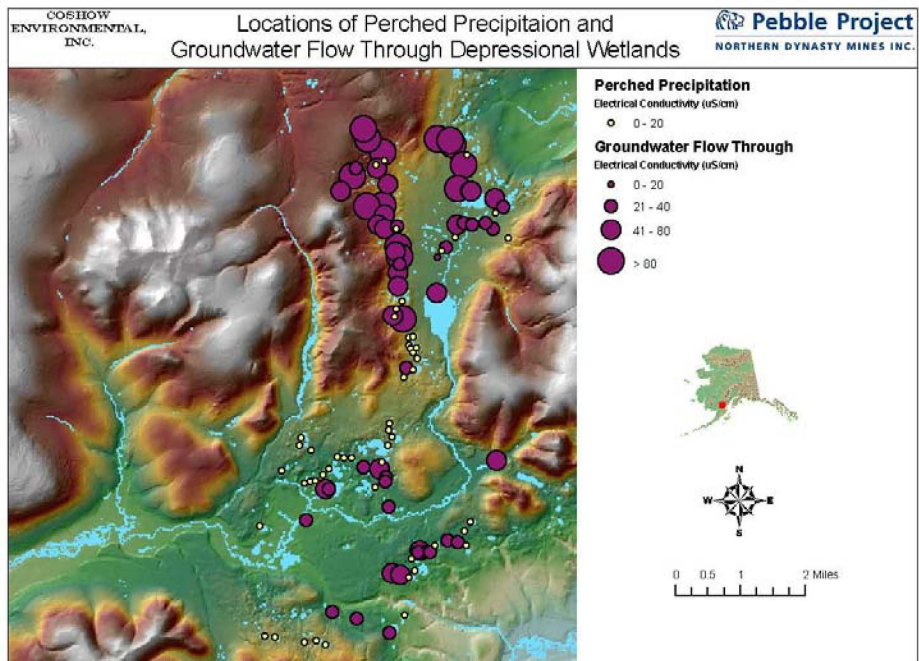 COSHOW
ENVIRONMENTAL,
INC.
Locations of Perched Precipitaion and
Groundwater Flow Through Depressional Wetlands
Pebble Project
NORTHERN DYNASTY MINES INC.
Perched Precipitation
Electrical Conductivity (uS/cm)
0 - 20
Groundwater Flow Through
Electrical Conductivity (uS/cm)
0 - 20
21 - 40
41 - 80
> 80
N
W E
S
0 0.5 1 2 Miles